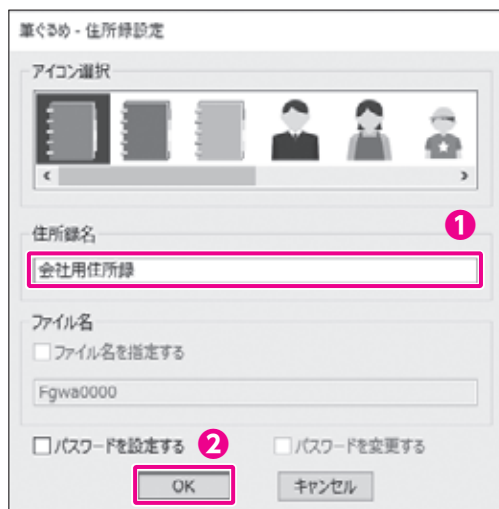 筆ぐるめ - 住所録設定
アイコン選択
住所録名
1
会社用住所録
ファイル名
ファイル名を指定する
Fgwa0000
パスワードを設定する 2 パスワードを変更する
OK キャンセル